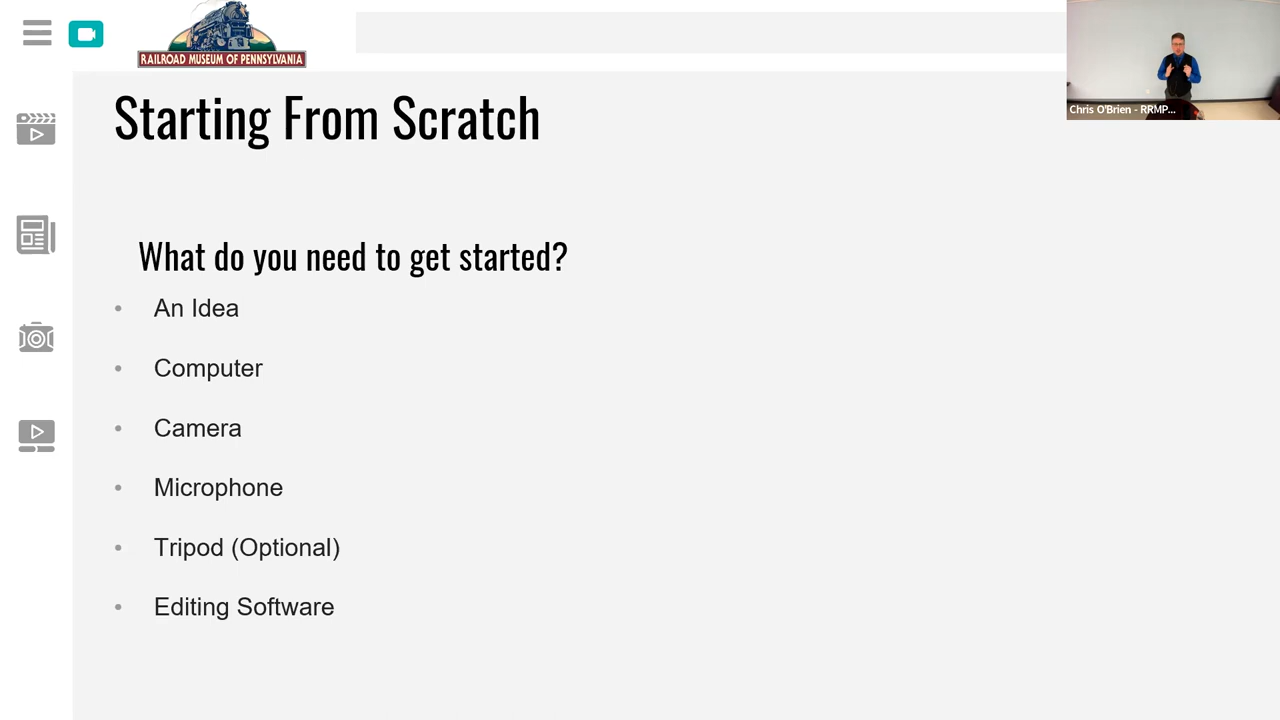 RAILROAD MUSEUM OF PENNSYLVANIA
Chris O'Brien - RRMP...
Starting From Scratch
What do you need to get started?
• An Idea
• Computer
• Camera
• Microphone
• Tripod (Optional)
• Editing Software